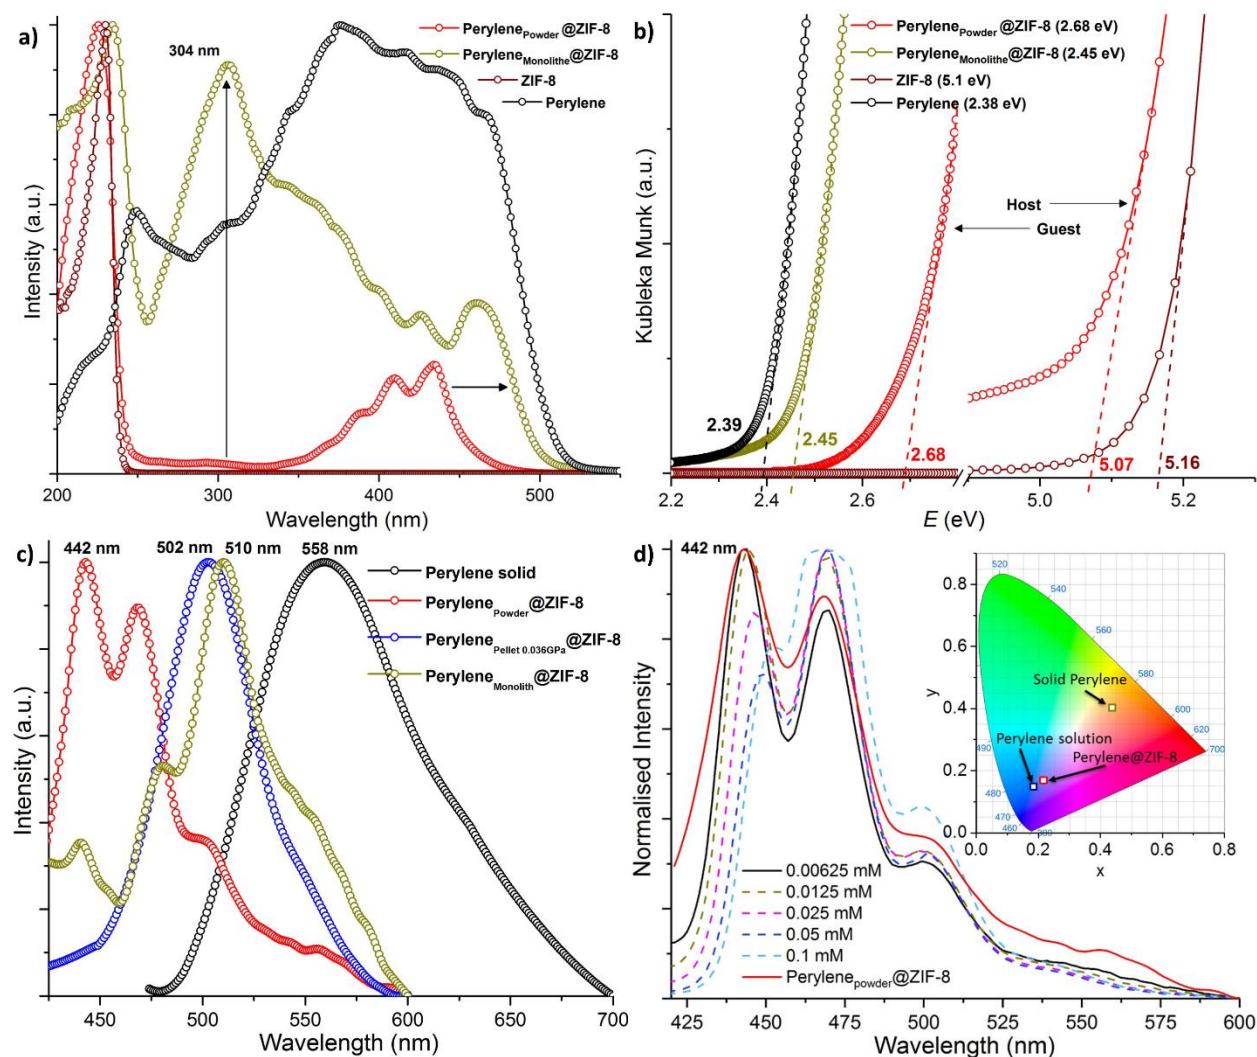 a)
304 nm
PerylenePowder@ZIF-8
PeryleneMonolithe@ZIF-8
ZIF-8
Perylene
Intensity (a.u.)
200 300 400 500
Wavelength (nm)
b)
PerylenePowder@ZIF-8 (2.68 eV)
PeryleneMonolithe@ZIF-8 (2.45 eV)
ZIF-8 (5.1 eV)
Perylene (2.38 eV)
Host
Guest
Kubleka Munk (a.u.)
2.39
2.45
2.68
5.07
5.16
2.2 2.4 2.6 5.0 5.2
E (eV)
c)
442 nm 502 nm 510 nm 558 nm
Perylene solid
PerylenePowder@ZIF-8
PerylenePellet 0.036GPa@ZIF-8
PeryleneMonolith@ZIF-8
Intensity (a.u.)
450 500 550 600 650 700
Wavelength (nm)
d)
442 nm
Normalised Intensity
0.00625 mM
0.0125 mM
0.025 mM
0.05 mM
0.1 mM
Perylenepowder@ZIF-8
425 450 475 500 525 550 575 600
Wavelength (nm)
y
0.8
0.6
0.4
0.2
0.0
520
540
560
580
600
620
700
490
480
470
460
Solid Perylene
Perylene solution
Perylene@ZIF-8
0.0 0.2 0.4 0.6 0.8
x